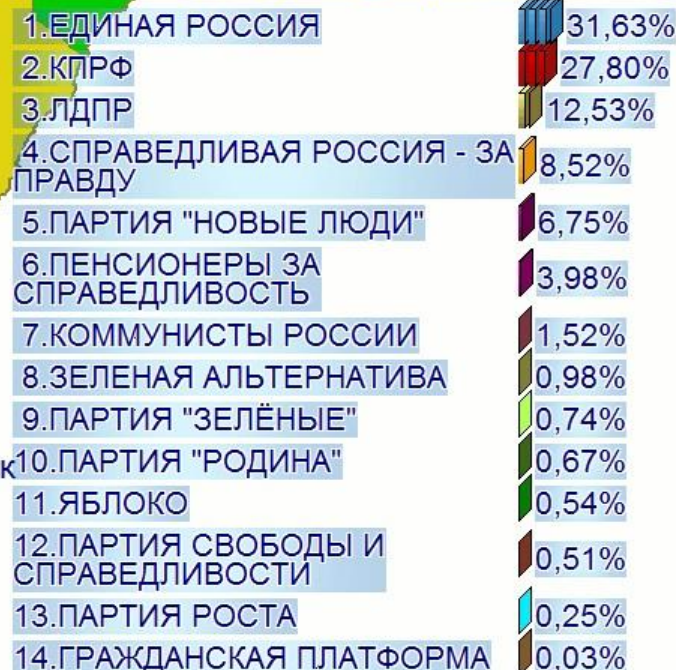 1.ЕДИНАЯ РОССИЯ 31,63%
2.КПРФ 27,80%
3.ЛДПР 12,53%
4.СПРАВЕДЛИВАЯ РОССИЯ - ЗА
ПРАВДУ 8,52%
5.ПАРТИЯ "НОВЫЕ ЛЮДИ" 6,75%
6.ПЕНСИОНЕРЫ ЗА
СПРАВЕДЛИВОСТЬ 3,98%
7.КОММУНИСТЫ РОССИИ 1,52%
8.ЗЕЛЕНАЯ АЛЬТЕРНАТИВА 0,98%
9.ПАРТИЯ "ЗЕЛЁНЫЕ" 0,74%
к 10.ПАРТИЯ "РОДИНА" 0,67%
11.ЯБЛОКО 0,54%
12.ПАРТИЯ СВОБОДЫ И
СПРАВЕДЛИВОСТИ 0,51%
13.ПАРТИЯ РОСТА 0,25%
14.ГРАЖДАНСКАЯ ПЛАТФОРМА 0,03%